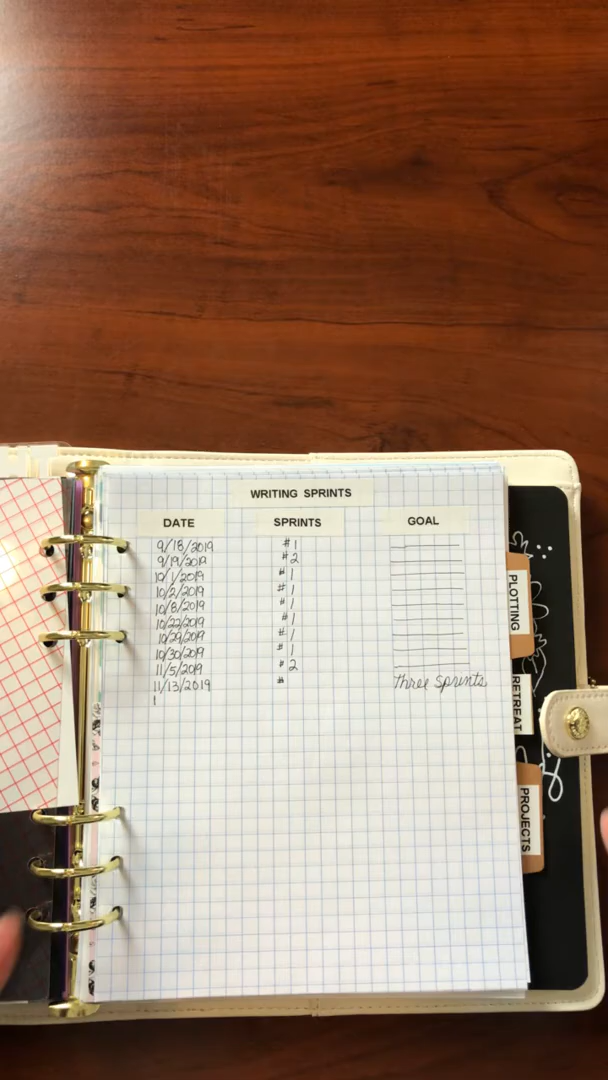 WRITING SPRINTS
DATE SPRINTS GOAL
9/18/2019 #1
9/19/2019 #2
10/1/2019 #1
10/2/2019 #1
10/8/2019 #1
10/22/2019 #1
10/29/2019 #1
10/30/2019 #1
11/5/2019 #2
11/13/2019 # Three Sprints
1
PLOTTING
RETREAT
PROJECTS